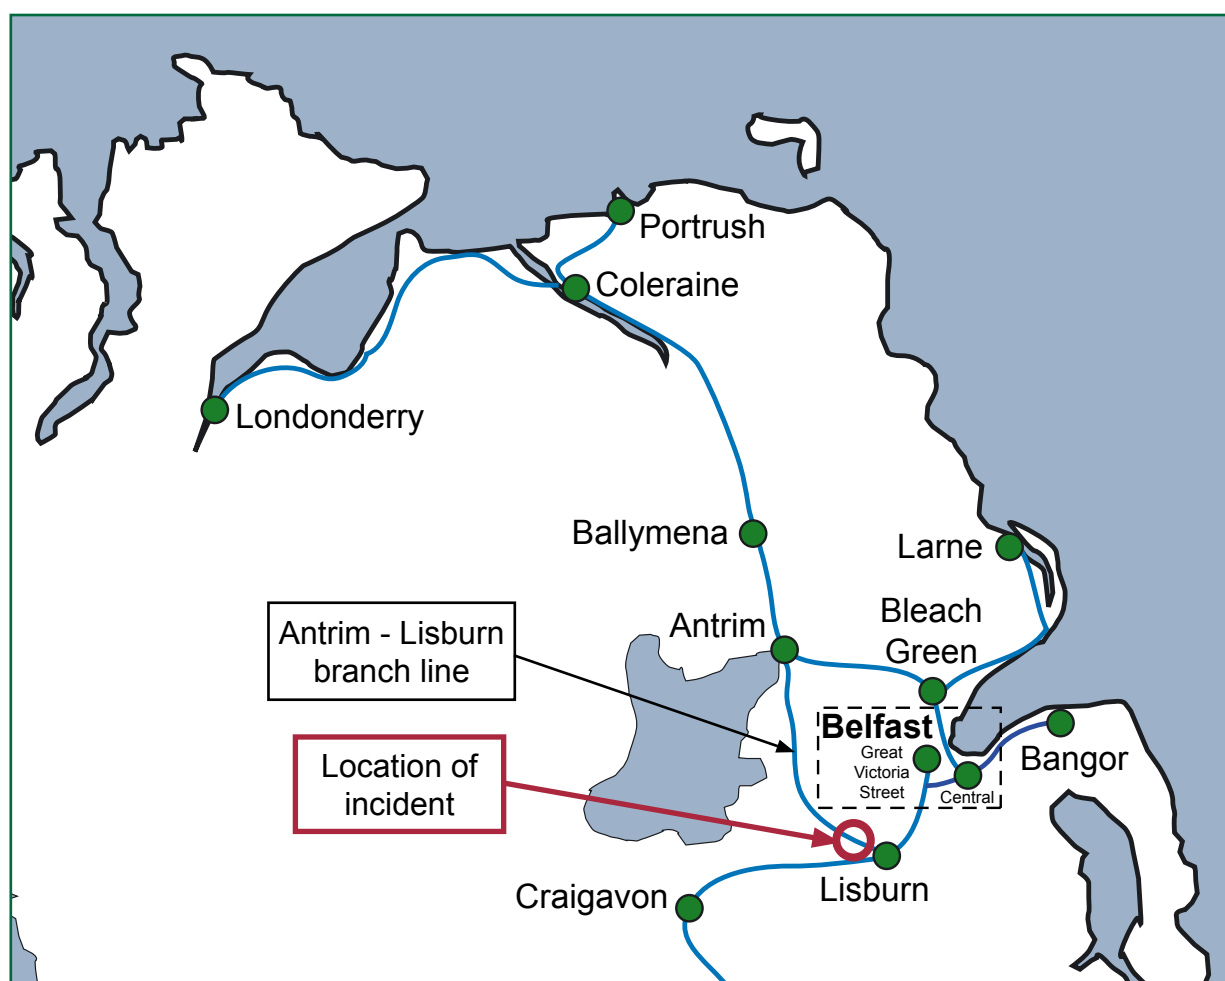 Portrush
Coleraine
Londonderry
Ballymena
Larne
Bleach
Green
Antrim
Antrim - Lisburn
branch line
Belfast
Great
Victoria
Street
Central
Bangor
Location of
incident
Lisburn
Craigavon